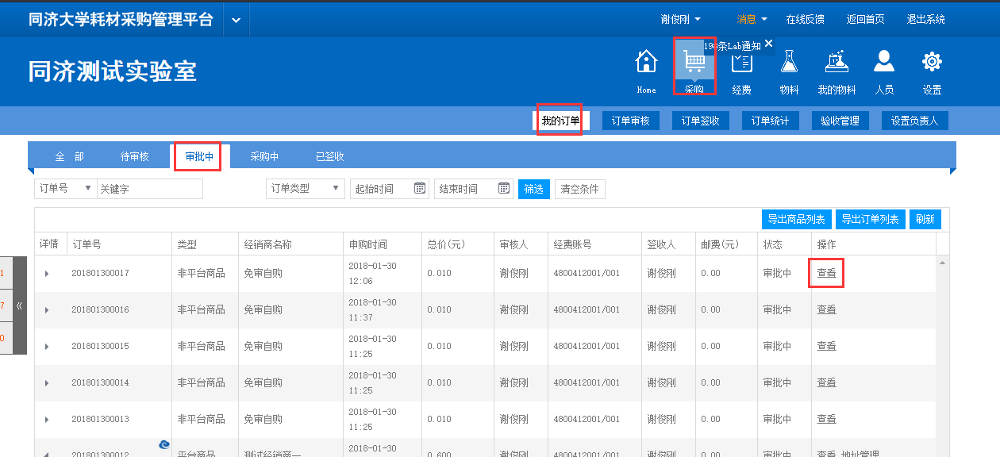 同济大学耗材采购管理平台
谢俊刚 消息 在线反馈 返回首页 退出系统
同济测试实验室
198条Lab通知
Home 采购 经费 物料 我的物料 人员 设置
我的订单 订单审核 订单签收 订单统计 验收管理 设置负责人
全 部 待审核 审批中 采购中 已签收
订单号 关键字 订单类型 起始时间 结束时间 筛选 清空条件
导出商品列表 导出订单列表 刷新
详情 订单号 类型 经销商名称 申购时间 总价(元) 审核人 经费账号 签收人 邮费(元) 状态 操作
201801300017 非平台商品 免审自购 2018-01-30 12:06 0.010 谢俊刚 4800412001/001 谢俊刚 0.00 审批中 查看
201801300016 非平台商品 免审自购 2018-01-30 11:37 0.010 谢俊刚 4800412001/001 谢俊刚 0.00 审批中 查看
201801300015 非平台商品 免审自购 2018-01-30 11:25 0.010 谢俊刚 4800412001/001 谢俊刚 0.00 审批中 查看
201801300014 非平台商品 免审自购 2018-01-30 11:25 0.010 谢俊刚 4800412001/001 谢俊刚 0.00 审批中 查看
201801300013 非平台商品 免审自购 2018-01-30 11:25 0.010 谢俊刚 4800412001/001 谢俊刚 0.00 审批中 查看
201801300012 平台商品 测试经销商一 2018-01-30 0.600 谢俊刚 4800412001/001 谢俊刚 0.00 审批中 查看 地址管理
1
7
0
«